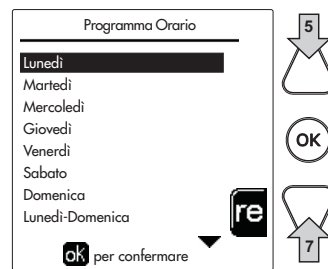 Programma Orario
Lunedì
Martedì
Mercoledì
Giovedì
Venerdì
Sabato
Domenica
Lunedì-Domenica
re
ok per confermare
5
OK
7